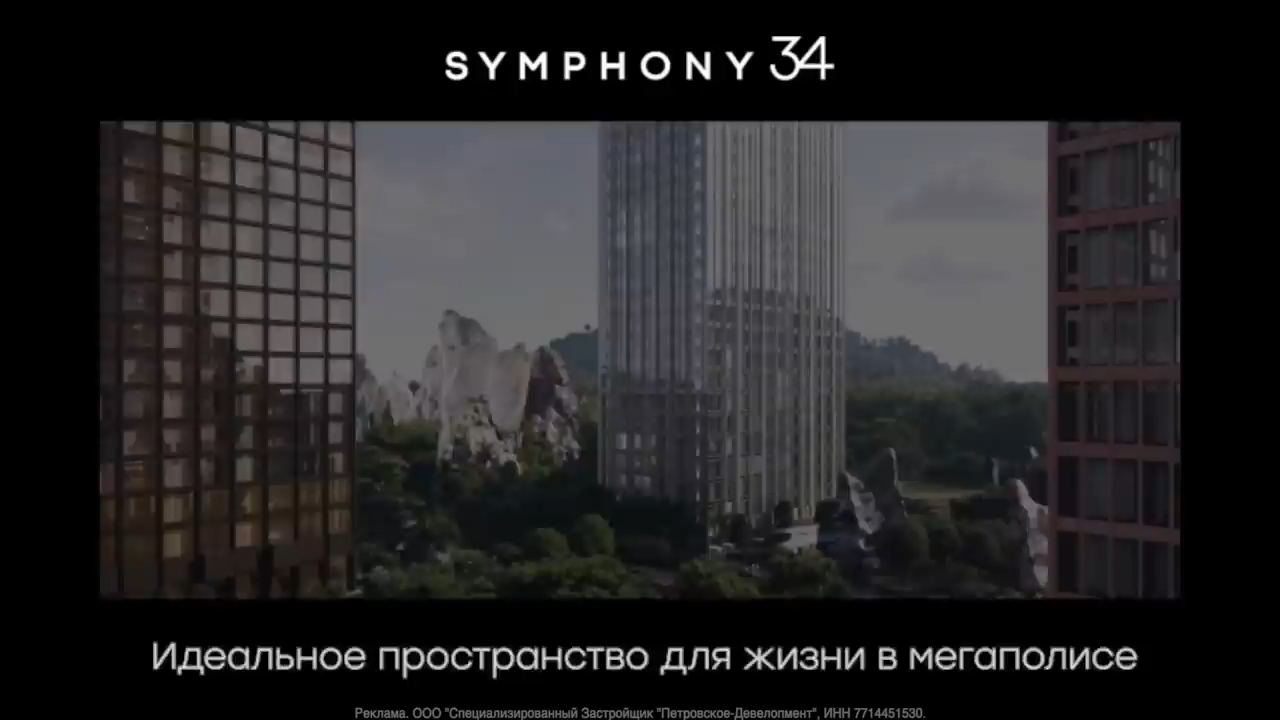 SYMPHONY 34
Идеальное пространство для жизни в мегаполисе
Реклама. ООО "Специализированный Застройщик "Петровское-Девелопмент", ИНН 7714451530.